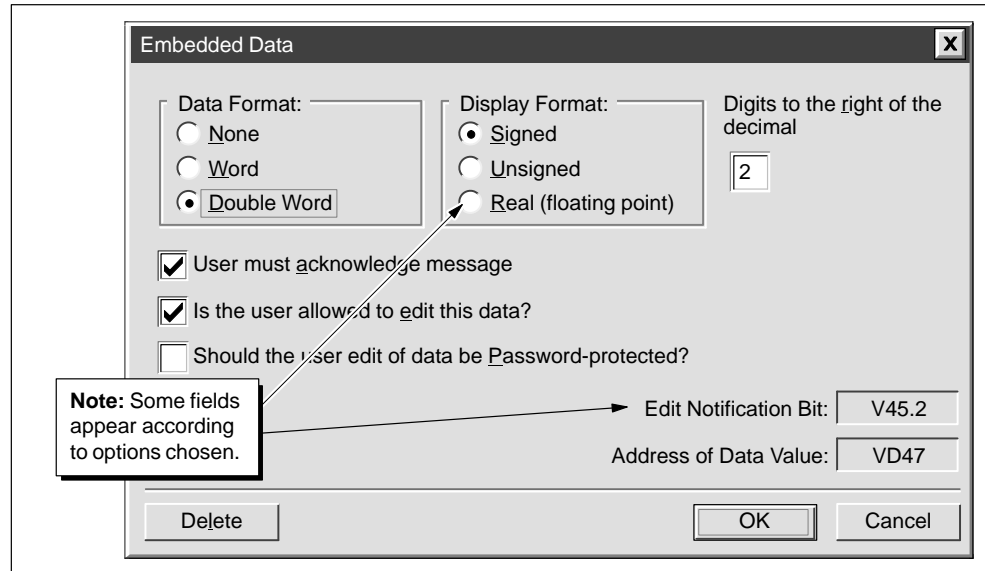 Embedded Data
X
Data Format:
None
Word
Double Word
Display Format:
Signed
Unsigned
Real (floating point)
Digits to the right of the
decimal
2
User must acknowledge message
Is the user allowed to edit this data?
Should the user edit of data be Password-protected?
Note: Some fields
appear according
to options chosen.
Edit Notification Bit: V45.2
Address of Data Value: VD47
Delete
OK
Cancel